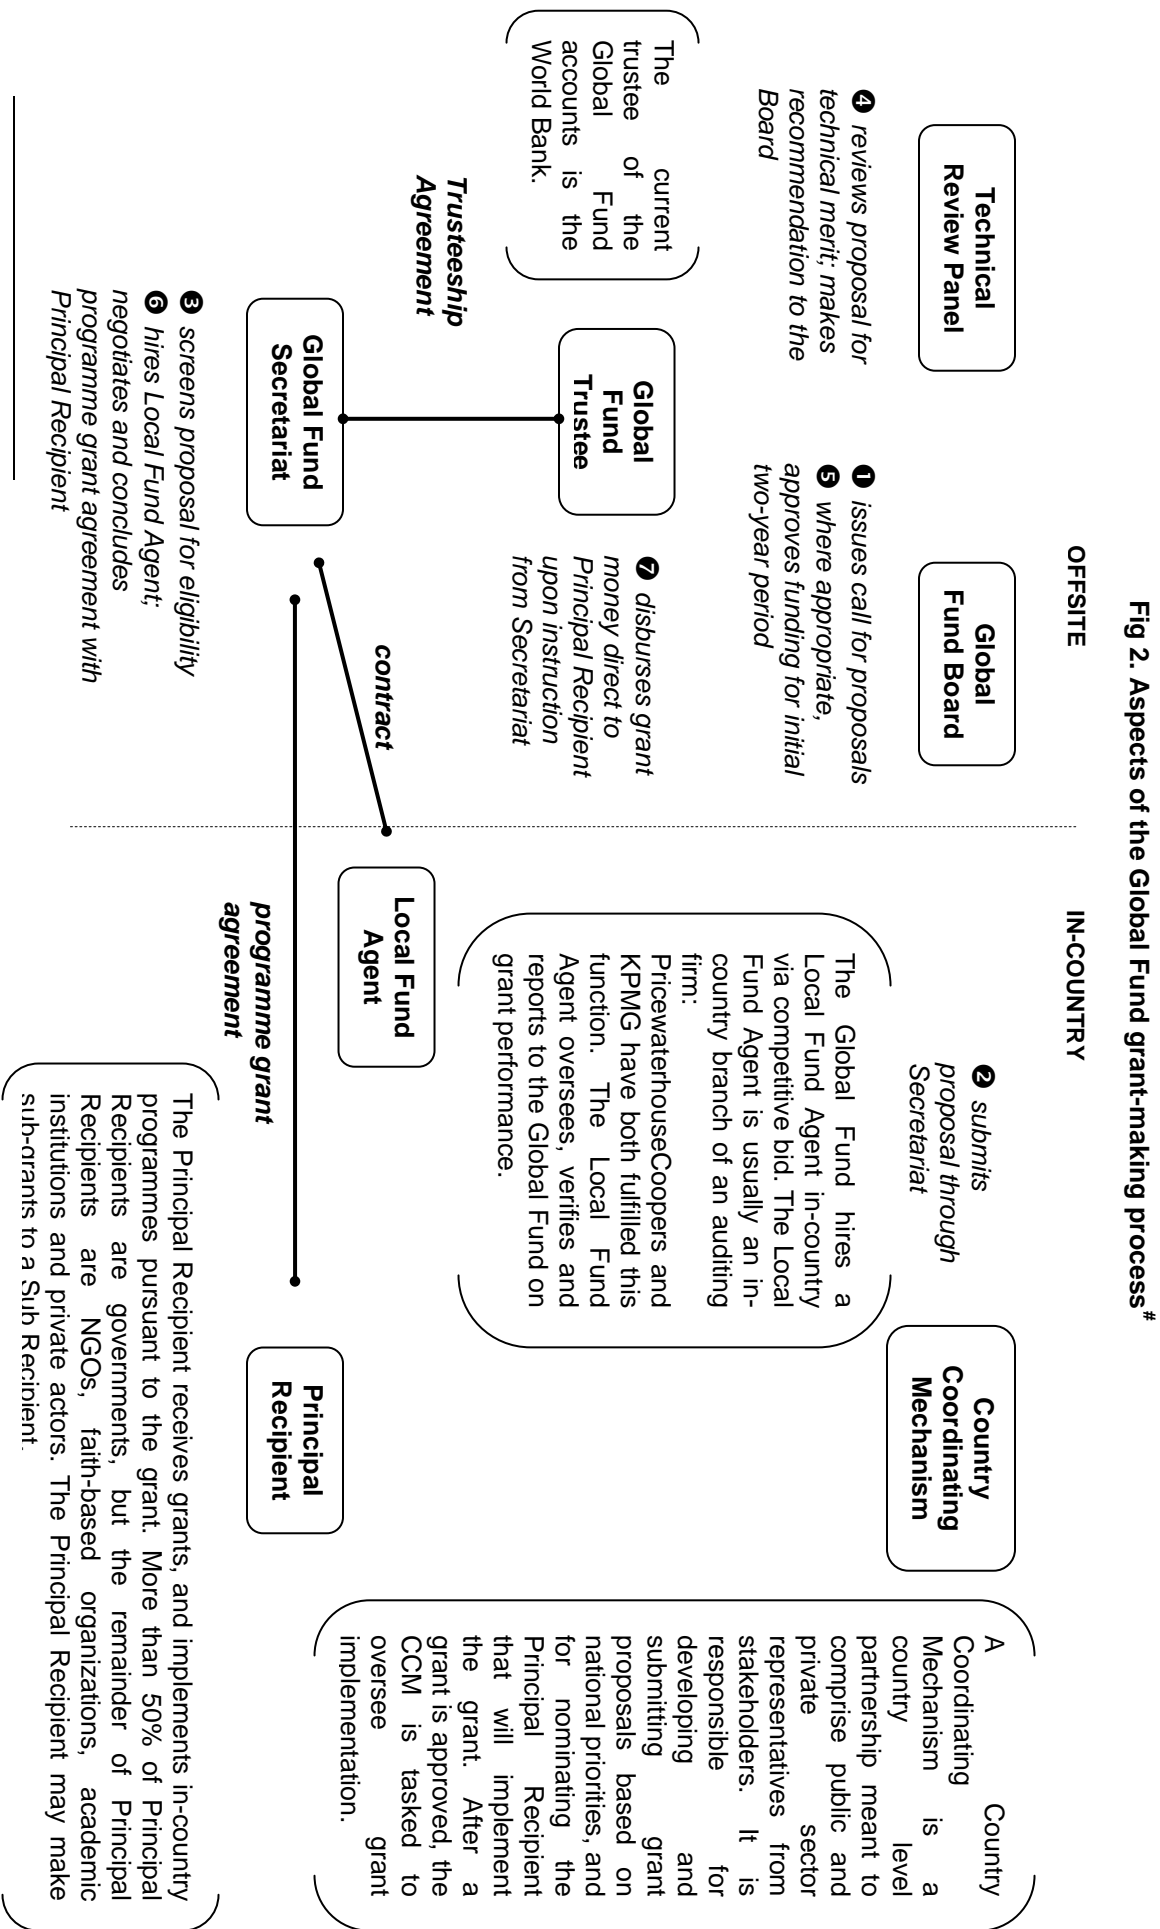 Fig 2. Aspects of the Global Fund grant-making process#
OFFSITE
IN-COUNTRY
Technical
Review Panel
❹ reviews proposal for
technical merit; makes
recommendation to the
Board
Global
Fund Board
❶ issues call for proposals
❺ where appropriate,
approves funding for initial
two-year period
❷ submits
proposal through
Secretariat
Country
Coordinating
Mechanism
A Country
Coordinating
Mechanism is a
country level
partnership meant to
comprise public and
private sector
representatives from
stakeholders. It is
responsible for
developing and
submitting grant
proposals based on
national priorities, and
for nominating the
Principal Recipient
that will implement
the grant. After a
grant is approved, the
CCM is tasked to
oversee grant
implementation.
The current
trustee of the
Global Fund
accounts is the
World Bank.
Global
Fund
Trustee
❼ disburses grant
money direct to
Principal Recipient
upon instruction
from Secretariat
The Global Fund hires a
Local Fund Agent in-country
via competitive bid. The Local
Fund Agent is usually an in-
country branch of an auditing
firm:
PricewaterhouseCoopers and
KPMG have both fulfilled this
function. The Local Fund
Agent oversees, verifies and
reports to the Global Fund on
grant performance.
Trusteeship
Agreement
contract
Local Fund
Agent
Global Fund
Secretariat
programme grant
agreement
Principal
Recipient
❸ screens proposal for eligibility
❻ hires Local Fund Agent;
negotiates and concludes
programme grant agreement with
Principal Recipient
The Principal Recipient receives grants, and implements in-country
programmes pursuant to the grant. More than 50% of Principal
Recipients are governments, but the remainder of Principal
Recipients are NGOs, faith-based organizations, academic
institutions and private actors. The Principal Recipient may make
sub-grants to a Sub Recipient.